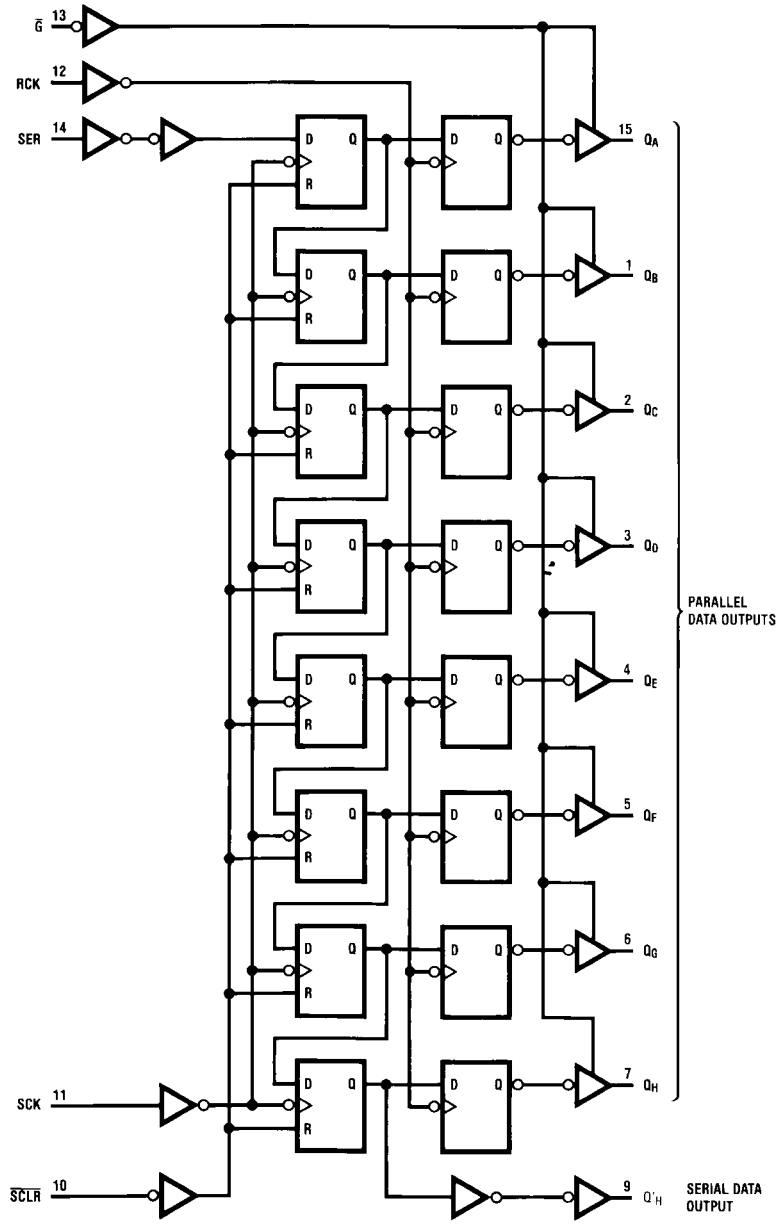 G̅ 13
RCK 12
SER 14
D Q D Q 15 QA
R
D Q D Q 1 QB
R
D Q D Q 2 QC
R
D Q D Q 3 QD
R
PARALLEL
DATA OUTPUTS
D Q D Q 4 QE
R
D Q D Q 5 QF
R
D Q D Q 6 QG
R
D Q D Q 7 QH
SCK 11
R
S̅C̅L̅R̅ 10
9 Q'H SERIAL DATA
OUTPUT